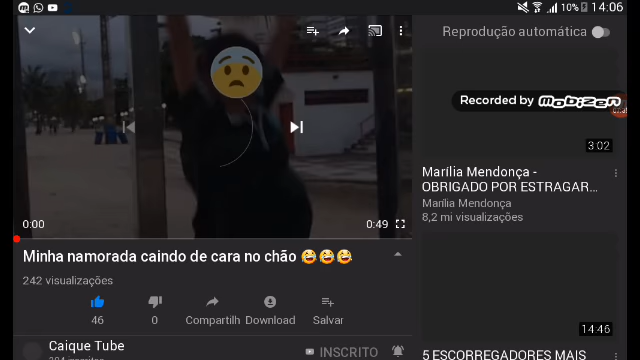 10% 14:06
Reprodução automática
Recorded by Mobizen
3:02
0:00
0:49
Marília Mendonça -
OBRIGADO POR ESTRAGAR...
Marília Mendonça
8,2 mi visualizações
Minha namorada caindo de cara no chão 🤣🤣🤣
242 visualizações
46
0
Compartilh
Download
Salvar
14:46
5 ESCORREGADORES MAIS
Caique Tube
INSCRITO